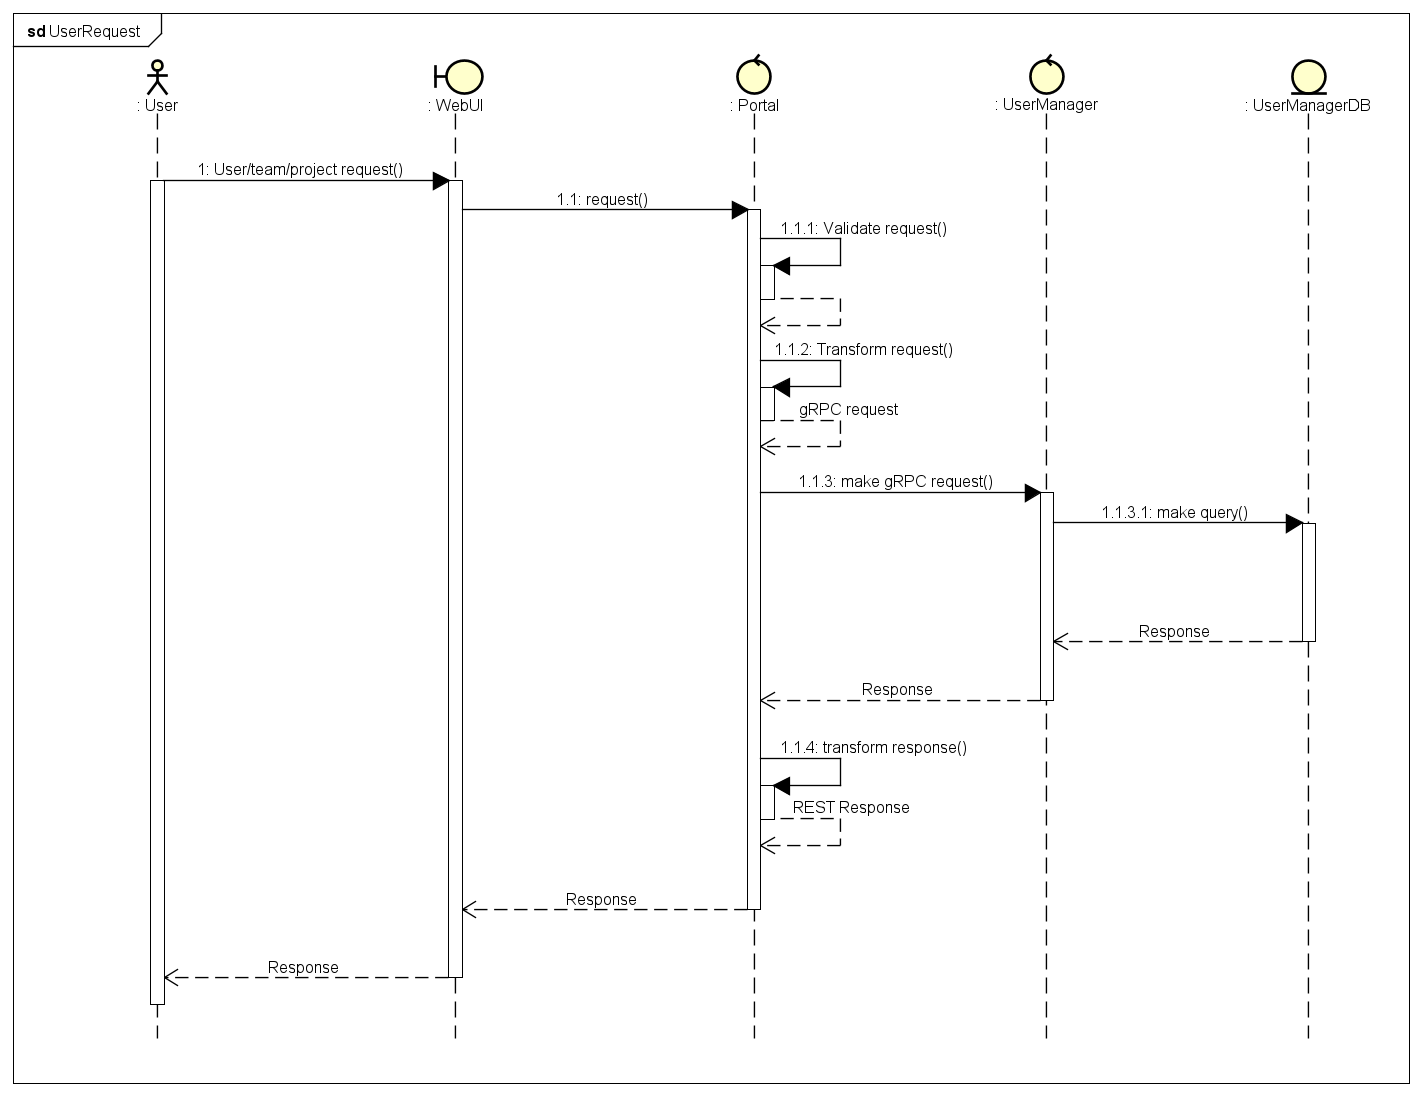 sd UserRequest
: User
: WebUI
: Portal
: UserManager
: UserManagerDB
1: User/team/project request()
1.1: request()
1.1.1: Validate request()
1.1.2: Transform request()
gRPC request
1.1.3: make gRPC request()
1.1.3.1: make query()
Response
Response
1.1.4: transform response()
REST Response
Response
Response